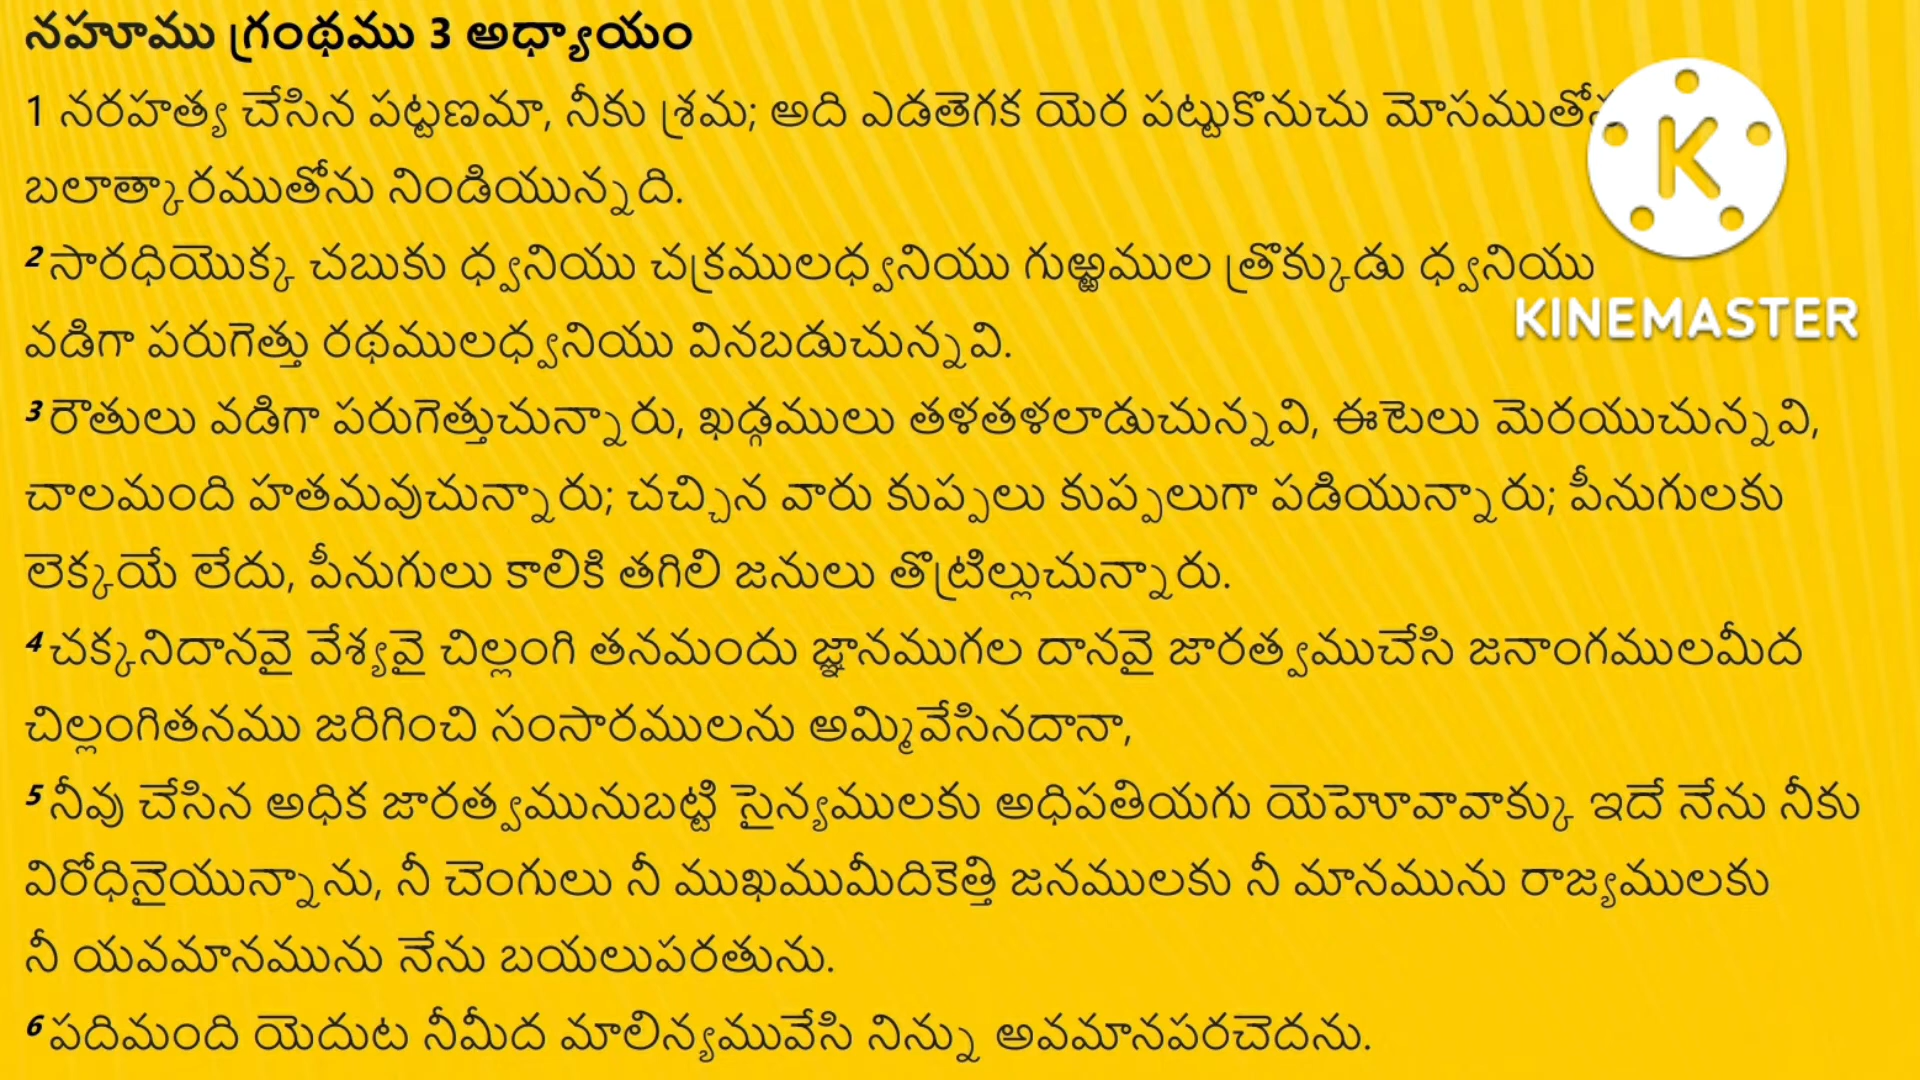 నహూము గ్రంథము 3 అధ్యాయం
1 నరహత్య చేసిన పట్టణమా, నీకు శ్రమ; అది ఎడతెగక యెర పట్టుకొనుచు
బలాత్కారముతోను నిండియున్నది.
2 సారధియొక్క చబుకు ధ్వనియు చక్రములధ్వనియు గుఱ్ఱముల త్రొక్కుడు ధ్వనియు
వడిగా పరుగెత్తు రథములధ్వనియు వినబడుచున్నవి.
3 రౌతులు వడిగా పరుగెత్తుచున్నారు, ఖడ్గములు తళతళలాడుచున్నవి, ఈటెలు మెరయుచున్నవి,
చాలమంది హతమవుచున్నారు; చచ్చిన వారు కుప్పలు కుప్పలుగా పడియున్నారు; పీనుగులకు
లెక్కయే లేదు, పీనుగులు కాలికి తగిలి జనులు తొట్రిల్లుచున్నారు.
4 చక్కనిదానవై వేశ్యవై చిల్లంగి తనమందు జ్ఞానముగల దానవై జారత్వముచేసి జనాంగములమీద
చిల్లంగితనము జరిగించి సంసారములను అమ్మివేసినదానా,
5 నీవు చేసిన అధిక జారత్వమునుబట్టి సైన్యములకు అధిపతియగు యెహెూవావాక్కు ఇదే నేను నీకు
విరోధినైయున్నాను, నీ చెంగులు నీ ముఖముమీదికెత్తి జనములకు నీ మానమును రాజ్యములకు
నీ యవమానమును నేను బయలుపరతును.
6 పదిమంది యెదుట నీమీద మాలిన్యమువేసి నిన్ను అవమానపరచెదను.
K
KINEMASTER